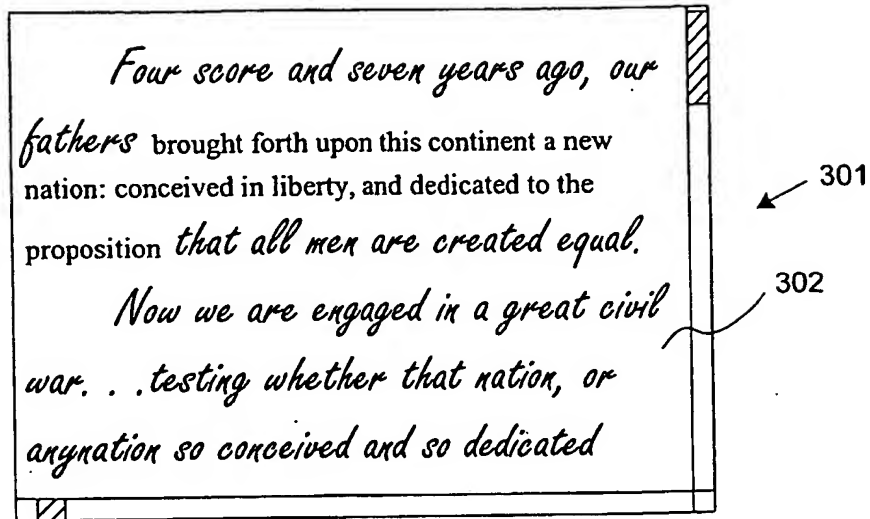 Four score and seven years ago, our
fathers brought forth upon this continent a new
nation: conceived in liberty, and dedicated to the
proposition that all men are created equal.
Now we are engaged in a great civil
war. . .testing whether that nation, or
anynation so conceived and so dedicated
301
302